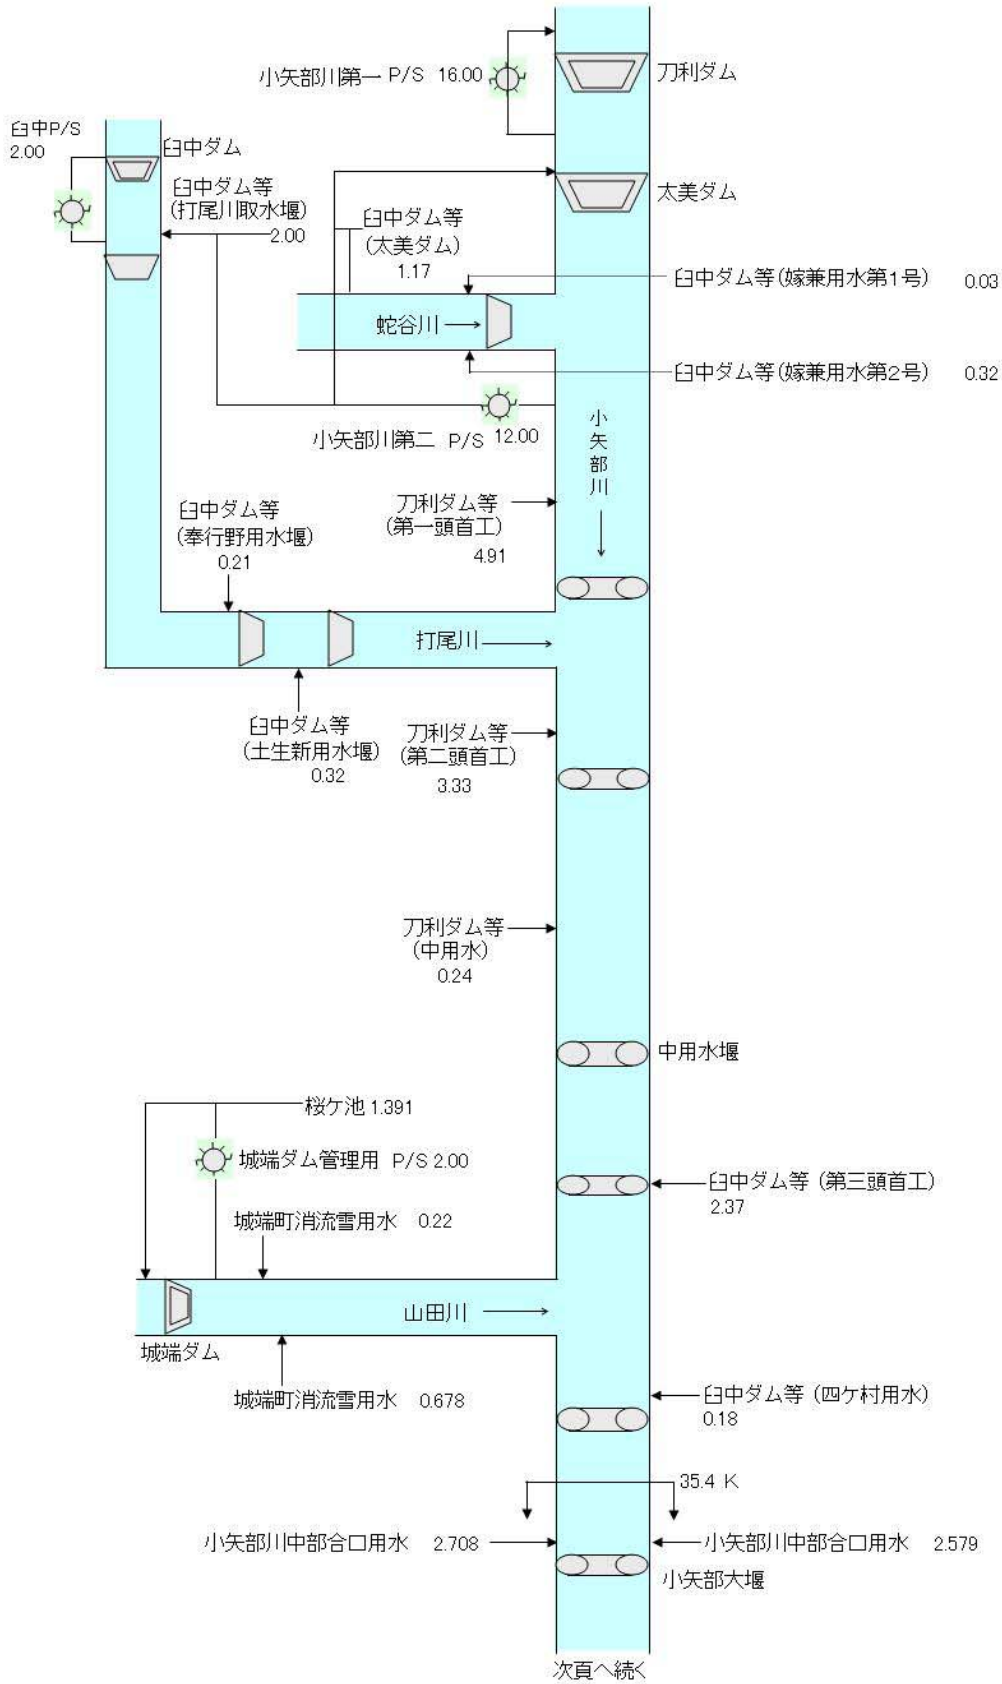 小矢部川第一 P/S 16.00
刀利ダム
臼中P/S
2.00
臼中ダム
太美ダム
臼中ダム等
(打尾川取水堰)
2.00
臼中ダム等
(太美ダム)
1.17
臼中ダム等(嫁兼用水第1号) 0.03
蛇谷川
臼中ダム等(嫁兼用水第2号) 0.32
小矢部川第二 P/S 12.00
小矢部川
刀利ダム等
(第一頭首工)
4.91
臼中ダム等
(奉行野用水堰)
0.21
打尾川
臼中ダム等
(土生新用水堰)
0.32
刀利ダム等
(第二頭首工)
3.33
刀利ダム等
(中用水)
0.24
中用水堰
桜ケ池 1.391
城端ダム管理用 P/S 2.00
臼中ダム等 (第三頭首工)
2.37
城端町消流雪用水 0.22
山田川
城端ダム
城端町消流雪用水 0.678
臼中ダム等 (四ケ村用水)
0.18
35.4 K
小矢部川中部合口用水 2.708
小矢部川中部合口用水 2.579
小矢部大堰
次頁へ続く